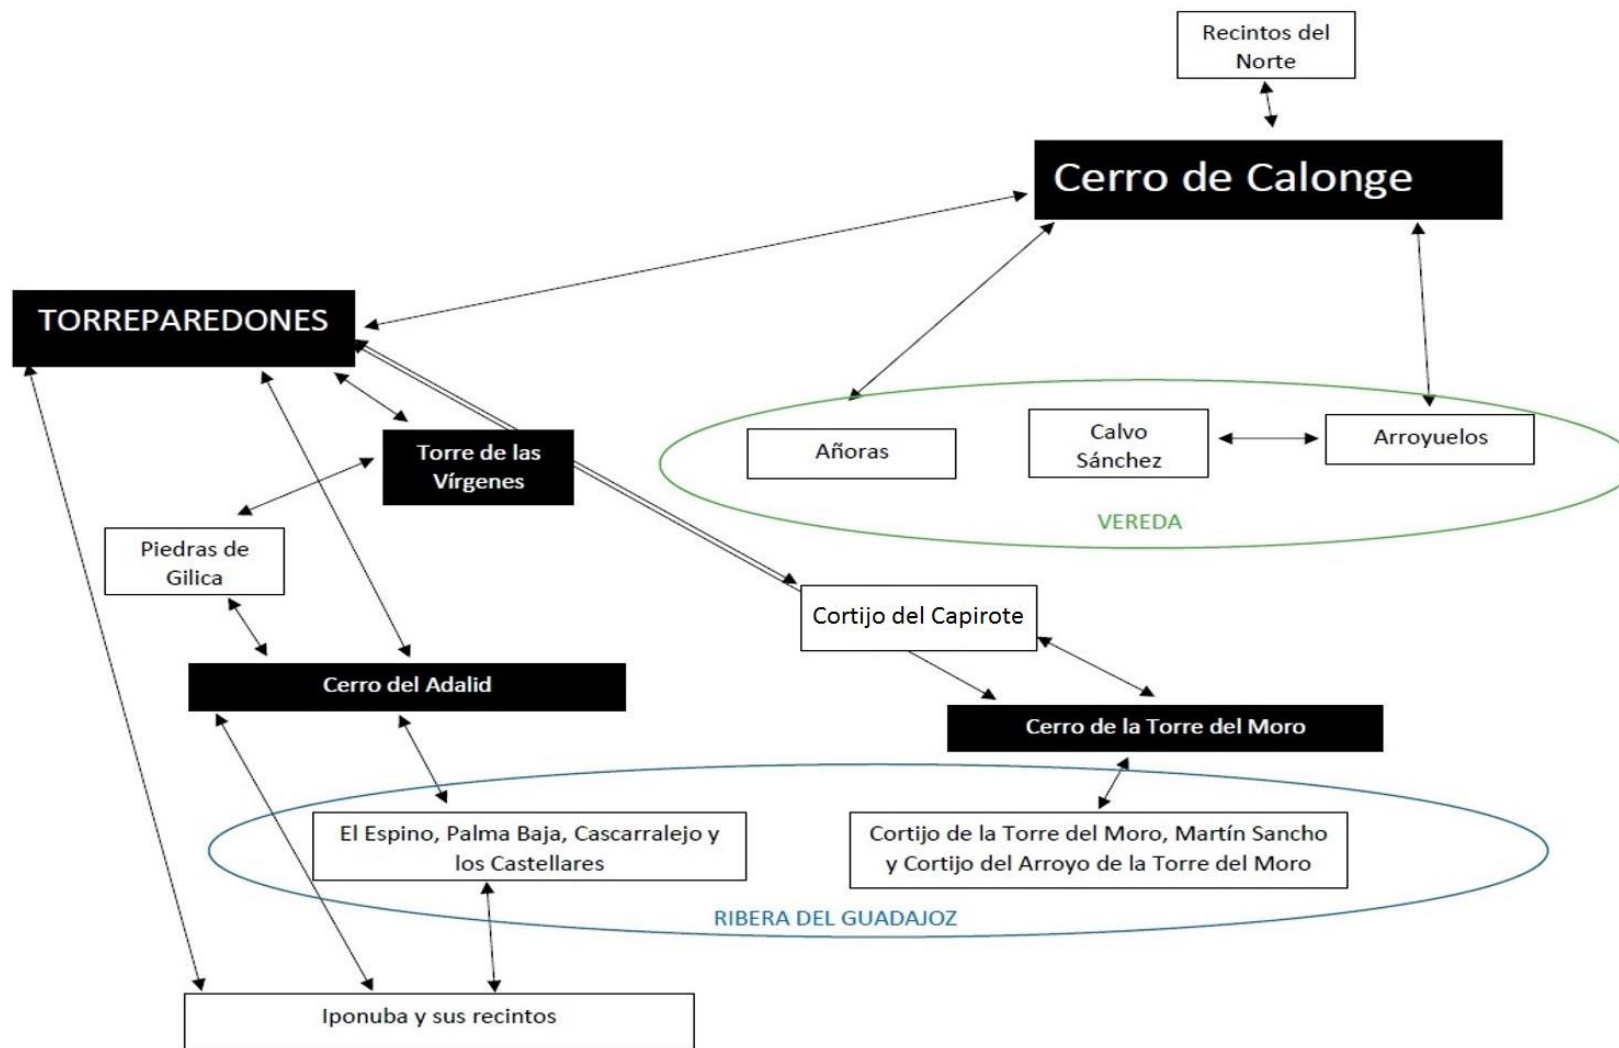 Recintos del
Norte
Cerro de Calonge
TORREPAREDONES
Torre de las
Vírgenes
Añoras
Calvo
Sánchez
Arroyuelos
VEREDA
Piedras de
Gilica
Cortijo del Capirote
Cerro del Adalid
Cerro de la Torre del Moro
El Espino, Palma Baja, Cascarralejo y
los Castellares
Cortijo de la Torre del Moro, Martín Sancho
y Cortijo del Arroyo de la Torre del Moro
RIBERA DEL GUADAJOZ
Iponuba y sus recintos